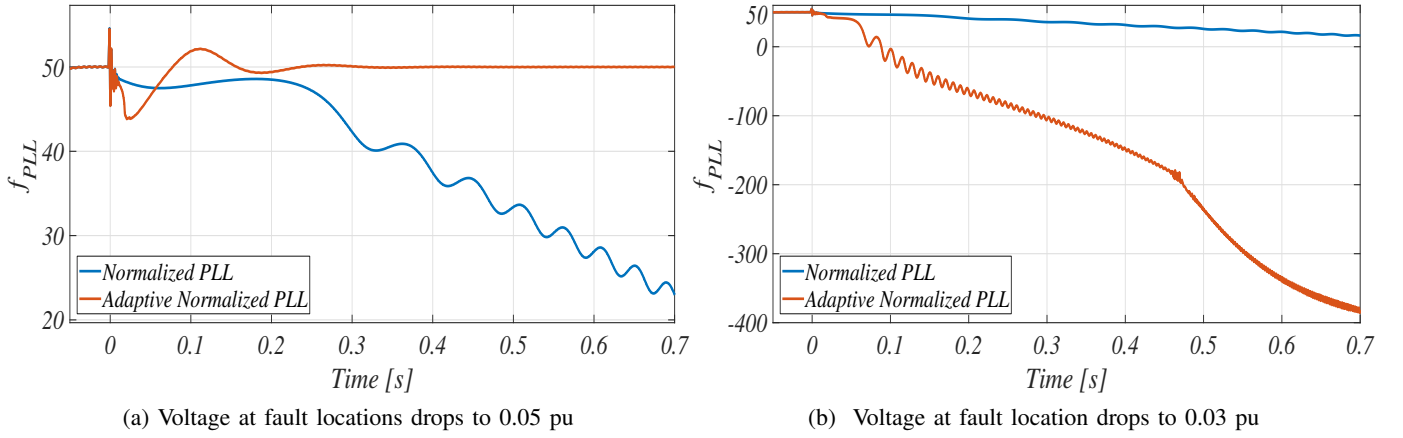 50
40
30
20
f_PLL
Normalized PLL
Adaptive Normalized PLL
0 0.1 0.2 0.3 0.4 0.5 0.6 0.7
Time [s]
(a) Voltage at fault locations drops to 0.05 pu
50
0
-100
-200
-300
-400
f_PLL
Normalized PLL
Adaptive Normalized PLL
0 0.1 0.2 0.3 0.4 0.5 0.6 0.7
Time [s]
(b) Voltage at fault location drops to 0.03 pu